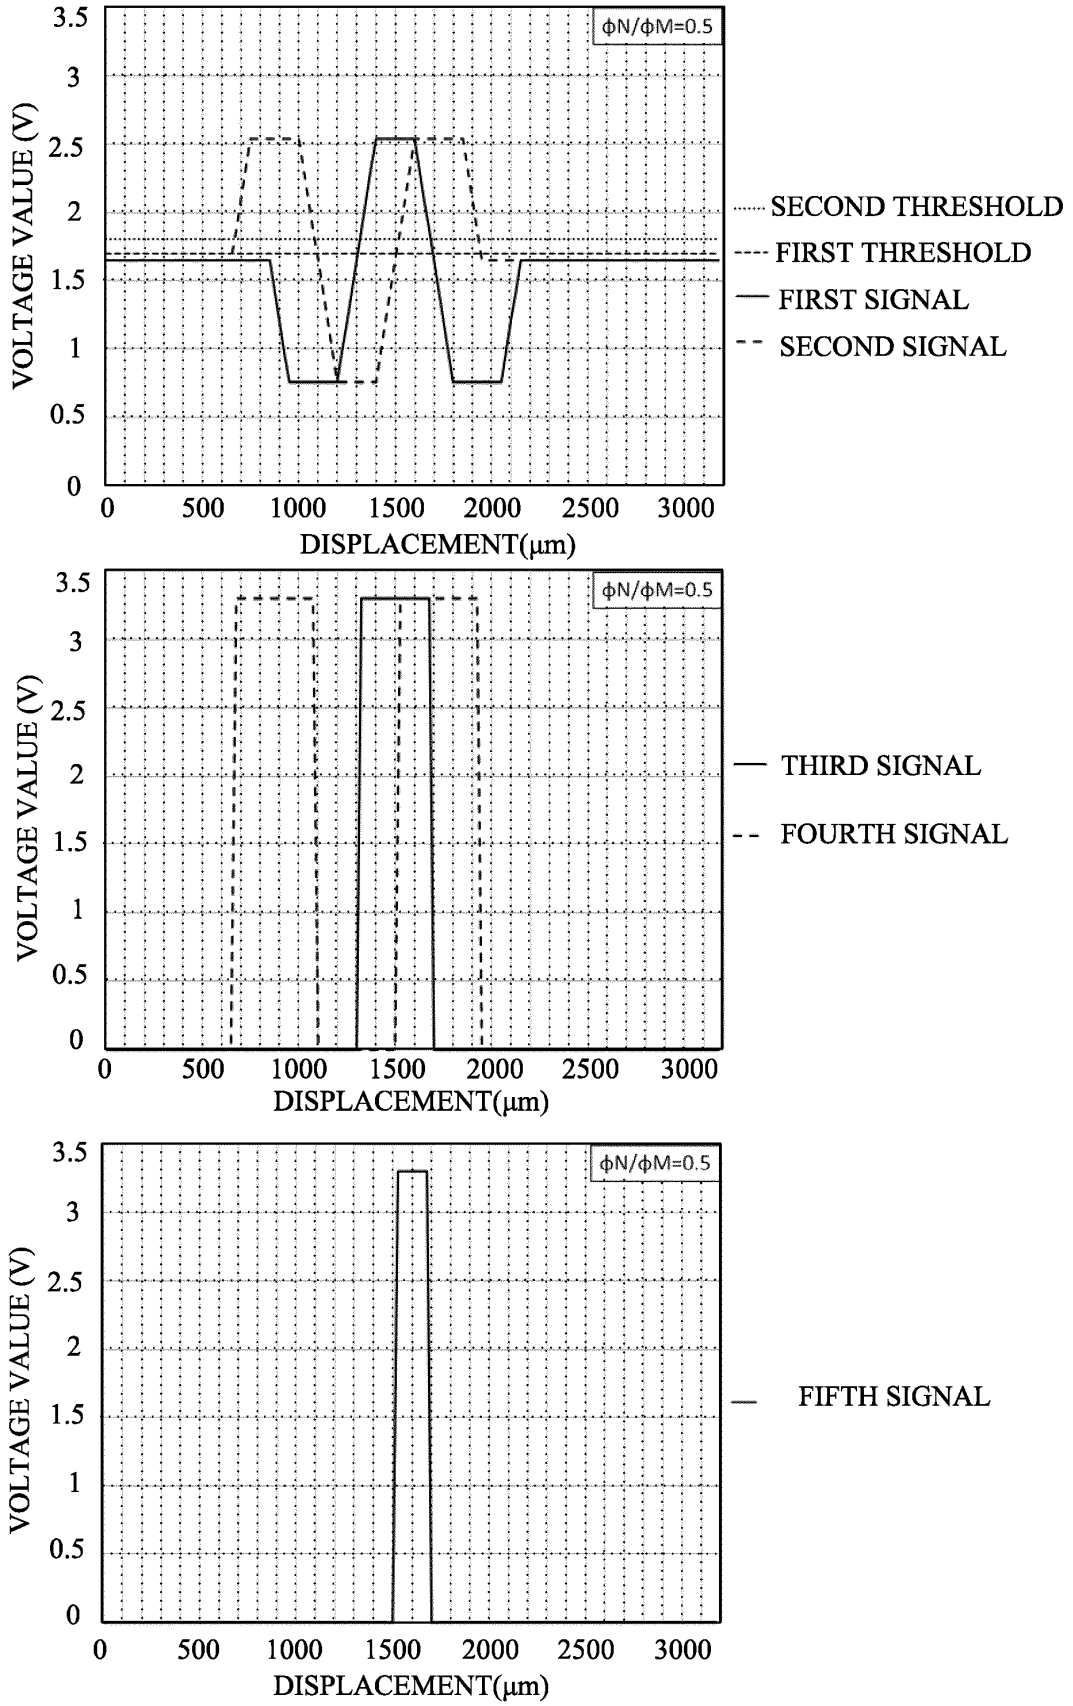 3.5
ϕN/ϕM=0.5
3
2.5
2
1.5
1
0.5
0
VOLTAGE VALUE (V)
0 500 1000 1500 2000 2500 3000
DISPLACEMENT(μm)
SECOND THRESHOLD
FIRST THRESHOLD
FIRST SIGNAL
SECOND SIGNAL
3.5
ϕN/ϕM=0.5
3
2.5
2
1.5
1
0.5
0
VOLTAGE VALUE (V)
0 500 1000 1500 2000 2500 3000
DISPLACEMENT(μm)
THIRD SIGNAL
FOURTH SIGNAL
3.5
ϕN/ϕM=0.5
3
2.5
2
1.5
1
0.5
0
VOLTAGE VALUE (V)
0 500 1000 1500 2000 2500 3000
DISPLACEMENT(μm)
FIFTH SIGNAL